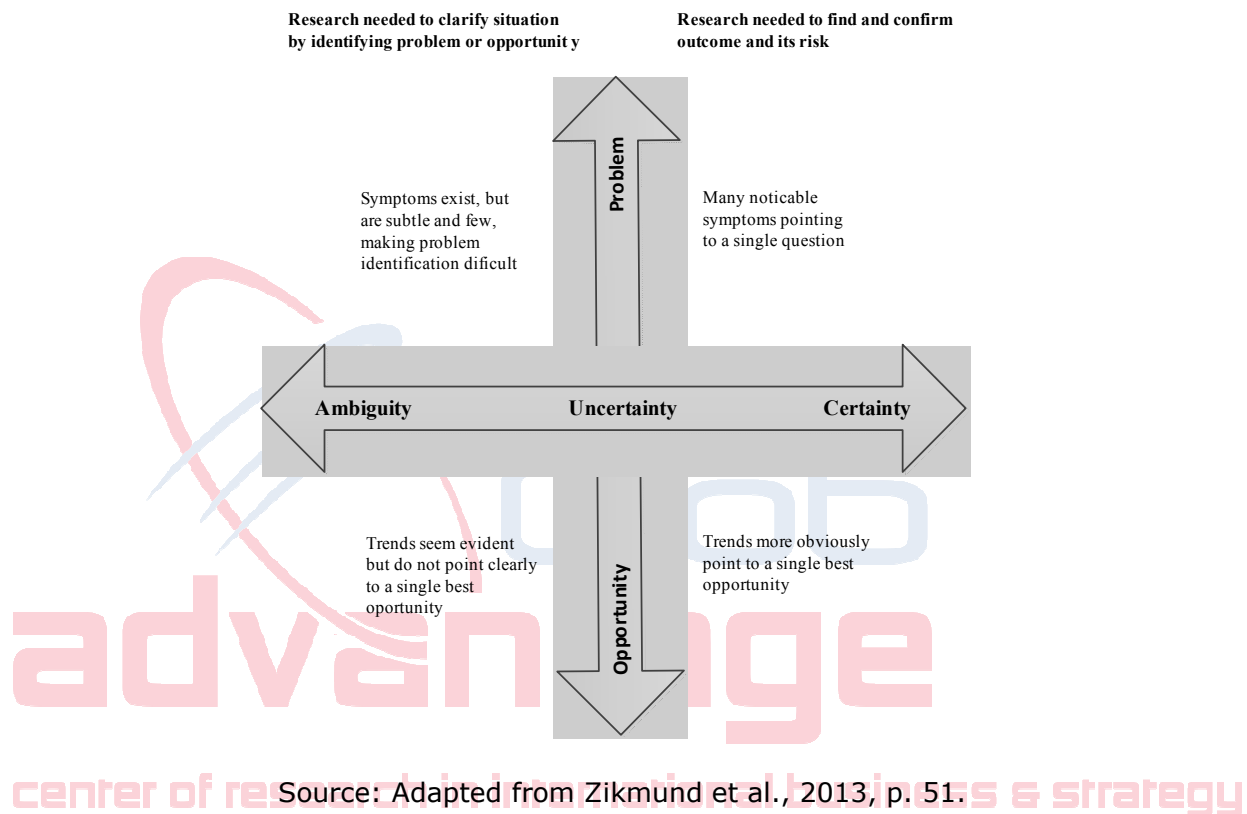 Research needed to clarify situation
by identifying problem or opportunit y
Research needed to find and confirm
outcome and its risk
Problem
Symptoms exist, but
are subtle and few,
making problem
identification dificult
Many noticable
symptoms pointing
to a single question
Ambiguity
Uncertainty
Certainty
Trends seem evident
but do not point clearly
to a single best
oportunity
Trends more obviously
point to a single best
opportunity
Opportunity
Source: Adapted from Zikmund et al., 2013, p. 51.